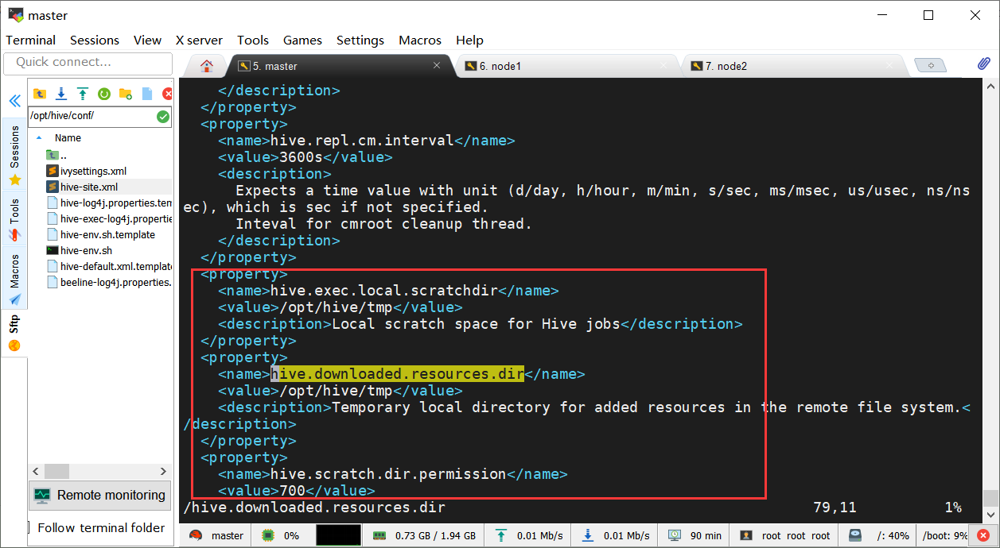 master
Terminal Sessions View X server Tools Games Settings Macros Help
Quick connect...
5. master
6. node1
7. node2
/opt/hive/conf/
Name
..
ivysettings.xml
hive-site.xml
hive-log4j.properties.tem
hive-exec-log4j.propertie
hive-env.sh.template
hive-env.sh
hive-default.xml.template
beeline-log4j.properties.
Sessions
Tools
Macros
Sftp
Remote monitoring
Follow terminal folder
</description>
</property>
<property>
<name>hive.repl.cm.interval</name>
<value>3600s</value>
<description>
Expects a time value with unit (d/day, h/hour, m/min, s/sec, ms/msec, us/usec, ns/ns
ec), which is sec if not specified.
Inteval for cmroot cleanup thread.
</description>
</property>
<property>
<name>hive.exec.local.scratchdir</name>
<value>/opt/hive/tmp</value>
<description>Local scratch space for Hive jobs</description>
</property>
<property>
<name>hive.downloaded.resources.dir</name>
<value>/opt/hive/tmp</value>
<description>Temporary local directory for added resources in the remote file system.<
/description>
</property>
<property>
<name>hive.scratch.dir.permission</name>
<value>700</value>
/hive.downloaded.resources.dir 79,11 1%
master 0% 0.73 GB / 1.94 GB 0.01 Mb/s 0.01 Mb/s 90 min root root root /: 40% /boot: 9%